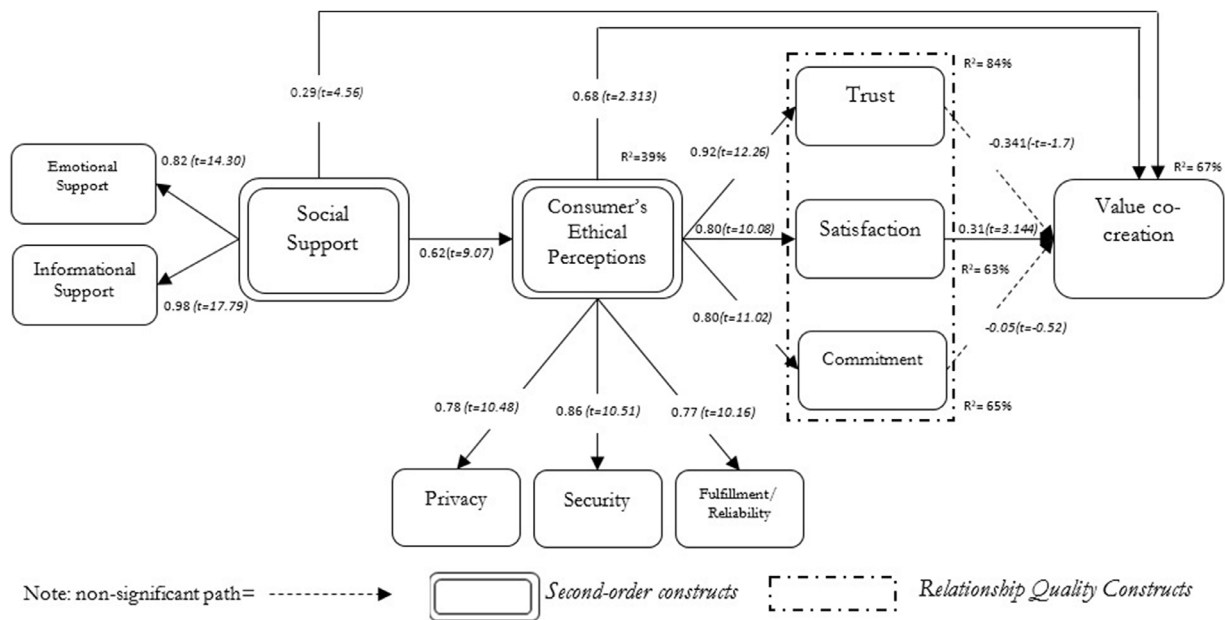 R²= 84%
Trust
0.29(t=4.56)
0.68 (t=2.313)
-0.341(-t=-1.7)
0.92(t=12.26)
R²=39%
Emotional
Support
0.82 (t=14.30)
R²= 67%
Social
Support
Consumer's
Ethical
Perceptions
Value co-
creation
0.80(t=10.08)
Satisfaction
0.31(t=3.144)
0.62(t=9.07)
Informational
Support
R²= 63%
0.98 (t=17.79)
0.80(t=11.02)
-0.05(t=-0.52)
Commitment
0.78 (t=10.48)
0.86 (t=10.51)
0.77 (t=10.16)
R²= 65%
Privacy
Security
Fulfillment/
Reliability
Note: non-significant path=
Second-order constructs
Relationship Quality Constructs